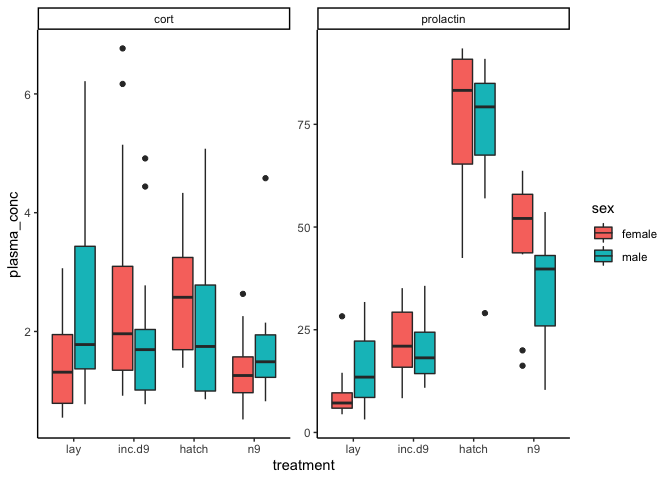 cort
prolactin
plasma_conc
6
4
2
75
50
25
0
lay
inc.d9
hatch
n9
lay
inc.d9
hatch
n9
treatment
sex
female
male